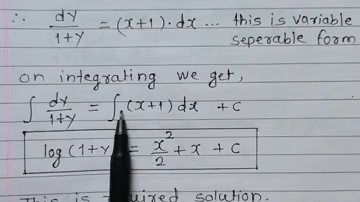 ∴ dy/1+y = (x+1)·dx ... this is variable
seperable form
on integrating we get,
∫ dy/1+y = ∫ (x+1) dx + c
log (1+y) = x²/2 + x + c
This is required solution.